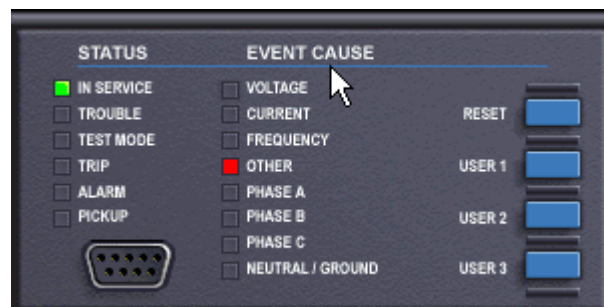 STATUS
EVENT CAUSE
IN SERVICE
VOLTAGE
TROUBLE
CURRENT
RESET
TEST MODE
FREQUENCY
TRIP
OTHER
USER 1
ALARM
PHASE A
PICKUP
PHASE B
USER 2
PHASE C
NEUTRAL / GROUND
USER 3